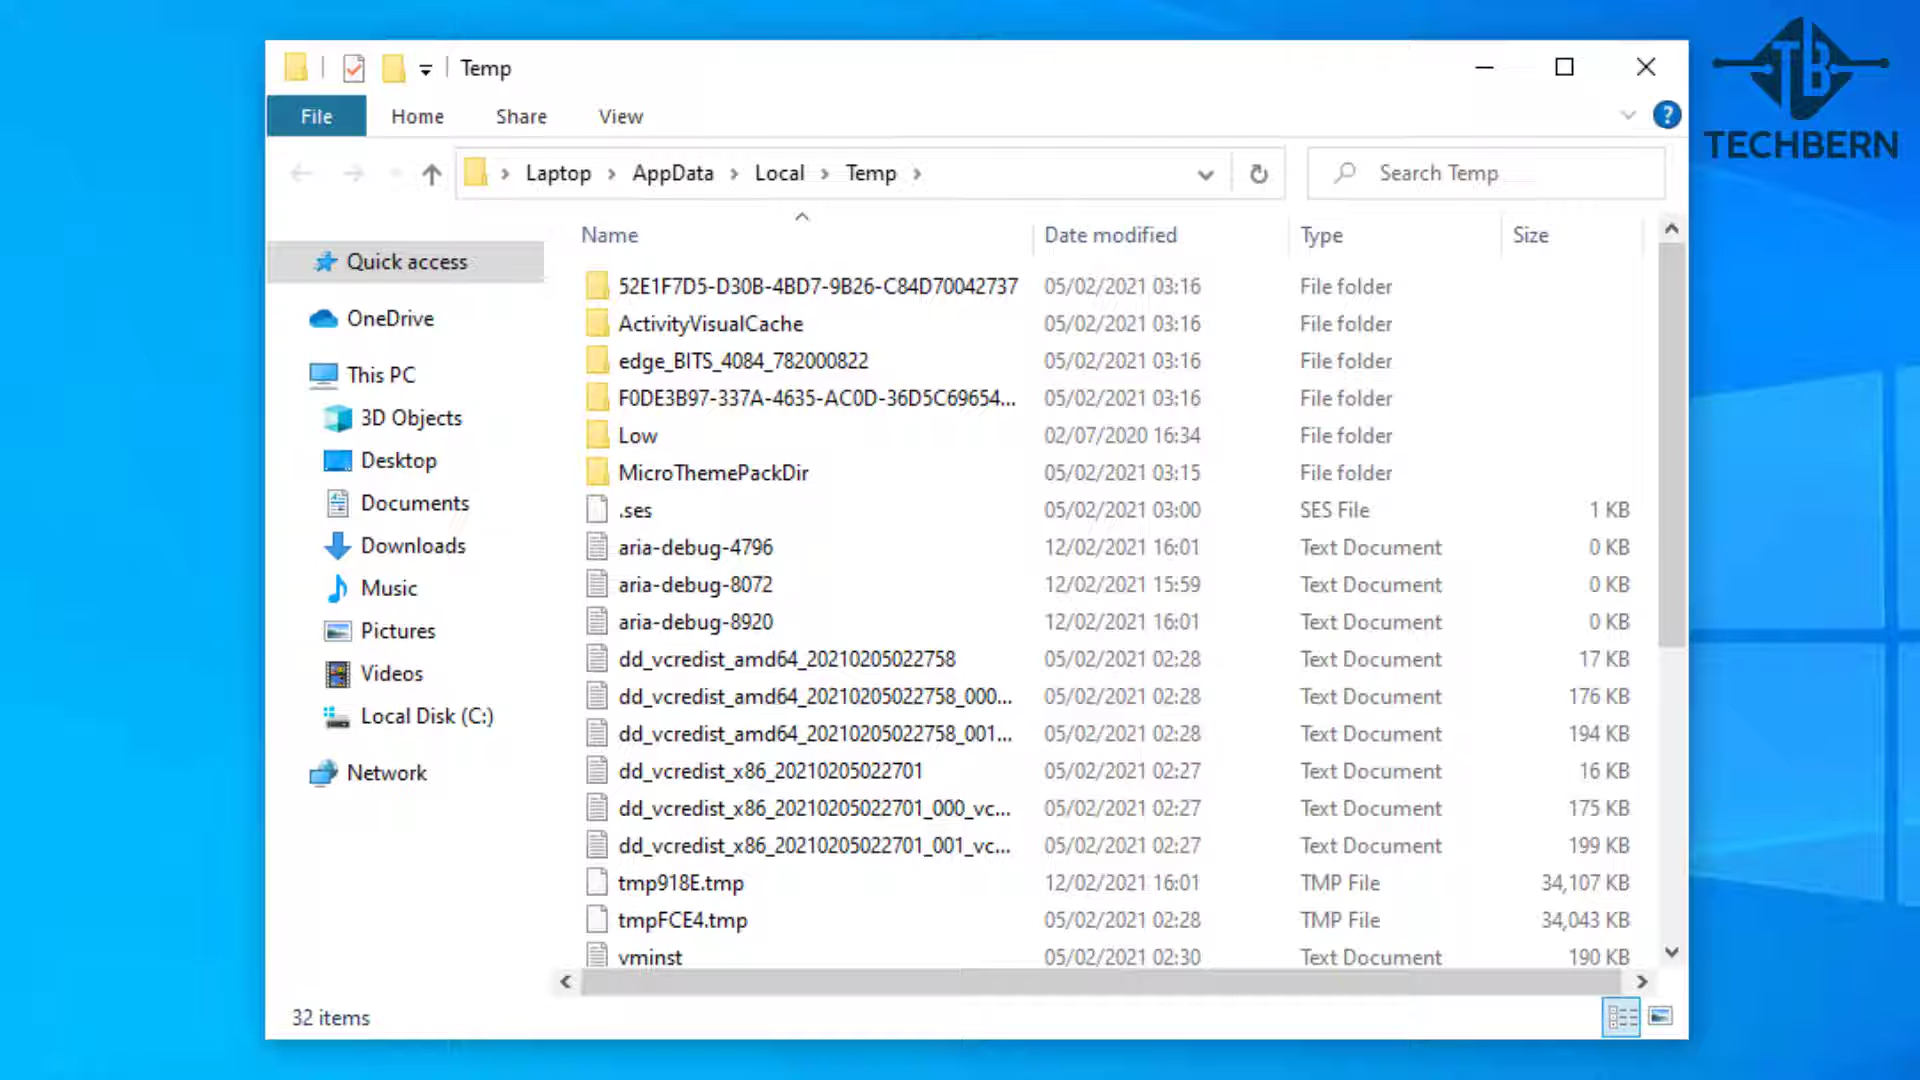 Temp
File Home Share View
Laptop AppData Local Temp
Search Temp
Name Date modified Type Size
Quick access
OneDrive
This PC
3D Objects
Desktop
Documents
Downloads
Music
Pictures
Videos
Local Disk (C:)
Network
52E1F7D5-D30B-4BD7-9B26-C84D70042737 05/02/2021 03:16 File folder
ActivityVisualCache 05/02/2021 03:16 File folder
edge_BITS_4084_782000822 05/02/2021 03:16 File folder
F0DE3B97-337A-4635-AC0D-36D5C69654... 05/02/2021 03:16 File folder
Low 02/07/2020 16:34 File folder
MicroThemePackDir 05/02/2021 03:15 File folder
.ses 05/02/2021 03:00 SES File 1 KB
aria-debug-4796 12/02/2021 16:01 Text Document 0 KB
aria-debug-8072 12/02/2021 15:59 Text Document 0 KB
aria-debug-8920 12/02/2021 16:01 Text Document 0 KB
dd_vcredist_amd64_20210205022758 05/02/2021 02:28 Text Document 17 KB
dd_vcredist_amd64_20210205022758_000... 05/02/2021 02:28 Text Document 176 KB
dd_vcredist_amd64_20210205022758_001... 05/02/2021 02:28 Text Document 194 KB
dd_vcredist_x86_20210205022701 05/02/2021 02:27 Text Document 16 KB
dd_vcredist_x86_20210205022701_000_vc... 05/02/2021 02:27 Text Document 175 KB
dd_vcredist_x86_20210205022701_001_vc... 05/02/2021 02:27 Text Document 199 KB
tmp918E.tmp 12/02/2021 16:01 TMP File 34,107 KB
tmpFCE4.tmp 05/02/2021 02:28 TMP File 34,043 KB
vminst 05/02/2021 02:30 Text Document 190 KB
32 items
TB
TECHBERN